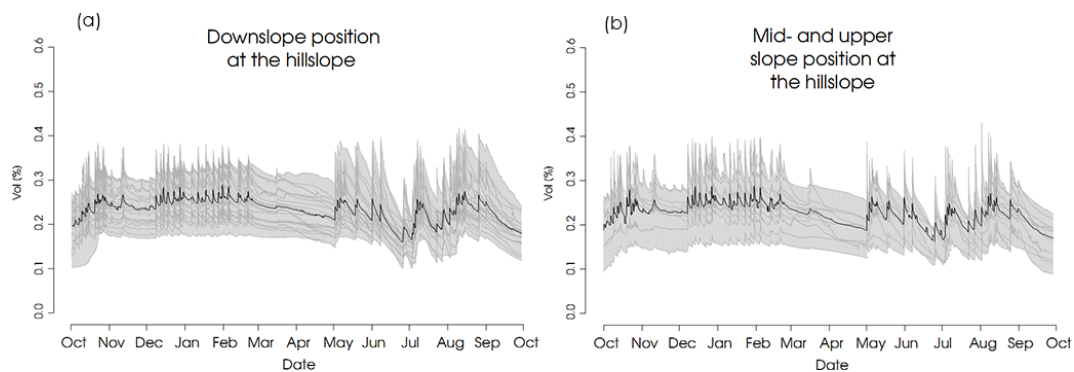 (a)
Downslope position
at the hillslope
Vol (%)
0.6
0.5
0.4
0.3
0.2
0.1
0.0
Oct Nov Dec Jan Feb Mar Apr May Jun Jul Aug Sep Oct
Date
(b)
Mid- and upper
slope position at
the hillslope
Vol (%)
0.6
0.5
0.4
0.3
0.2
0.1
0.0
Oct Nov Dec Jan Feb Mar Apr May Jun Jul Aug Sep Oct
Date